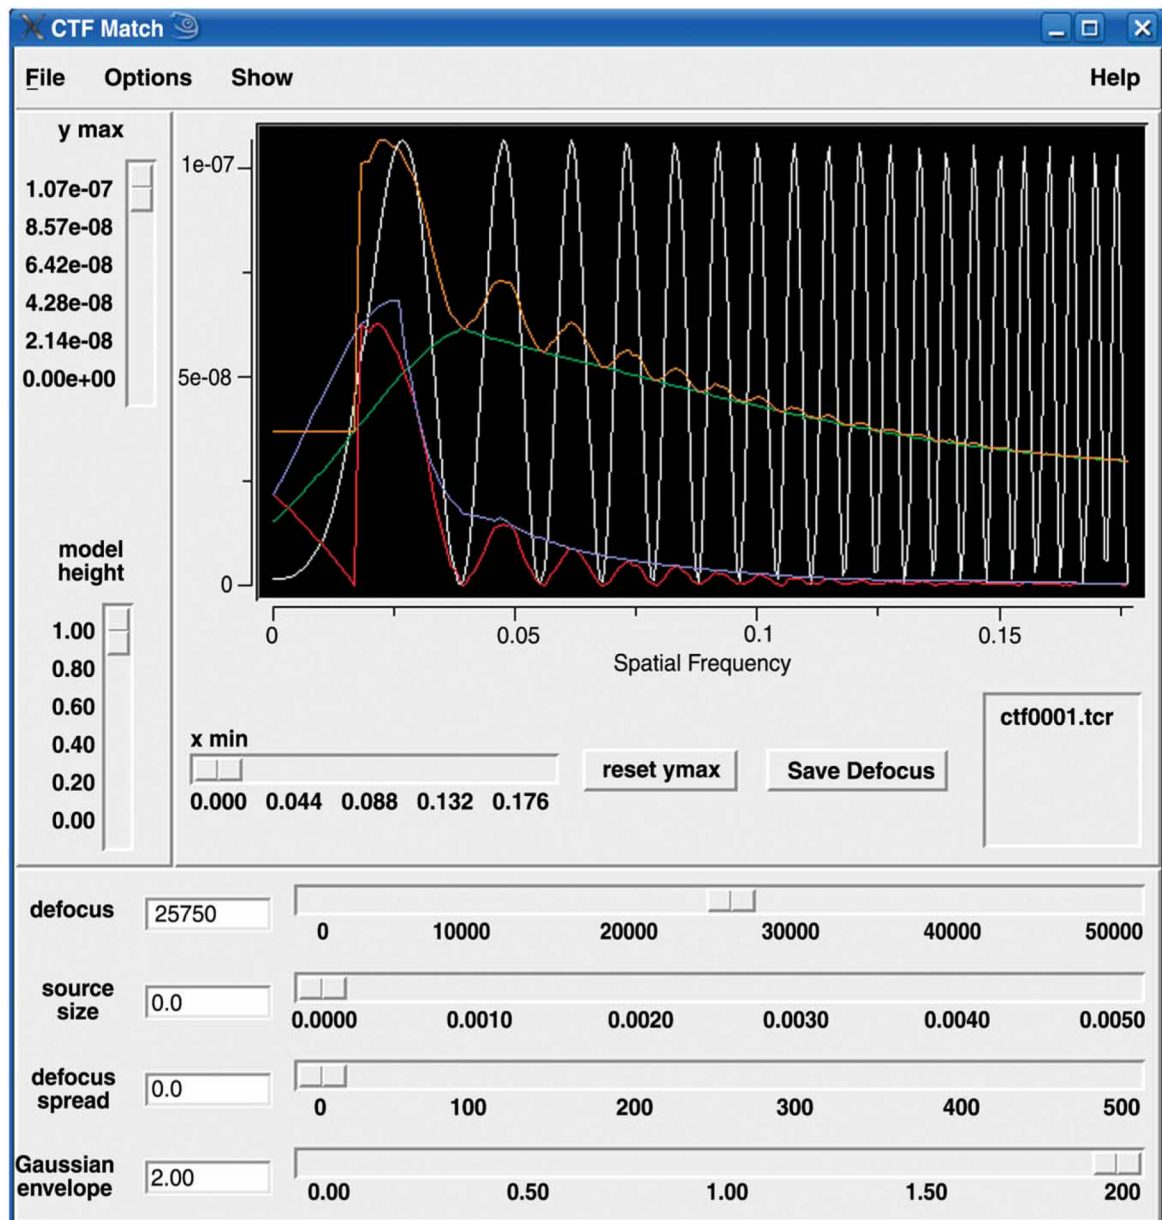 CTF Match
File Options Show Help
y max
1.07e-07
8.57e-08
6.42e-08
4.28e-08
2.14e-08
0.00e+00
model
height
1.00
0.80
0.60
0.40
0.20
0.00
1e-07
5e-08
0
0 0.05 0.1 0.15
Spatial Frequency
x min
0.000 0.044 0.088 0.132 0.176
reset ymax
Save Defocus
ctf0001.tcr
defocus 25750
0 10000 20000 30000 40000 50000
source
size
0.0
0.0000 0.0010 0.0020 0.0030 0.0040 0.0050
defocus
spread
0.0
0 100 200 300 400 500
Gaussian
envelope
2.00
0.00 0.50 1.00 1.50 200